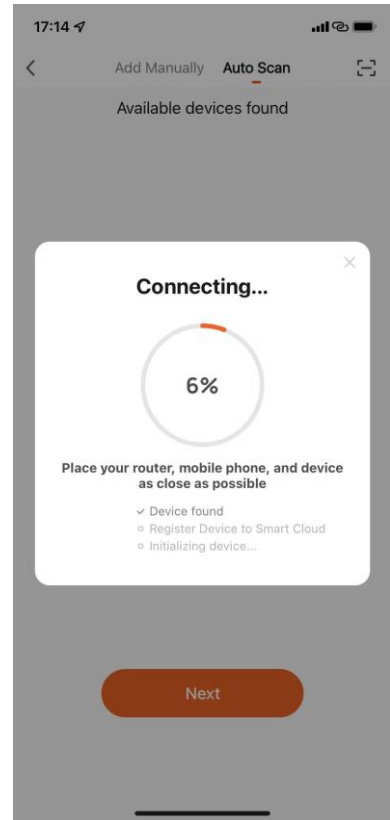 17:14
Add Manually Auto Scan
Available devices found
Connecting...
6%
Place your router, mobile phone, and device
as close as possible
Device found
Register Device to Smart Cloud
Initializing device...
Next